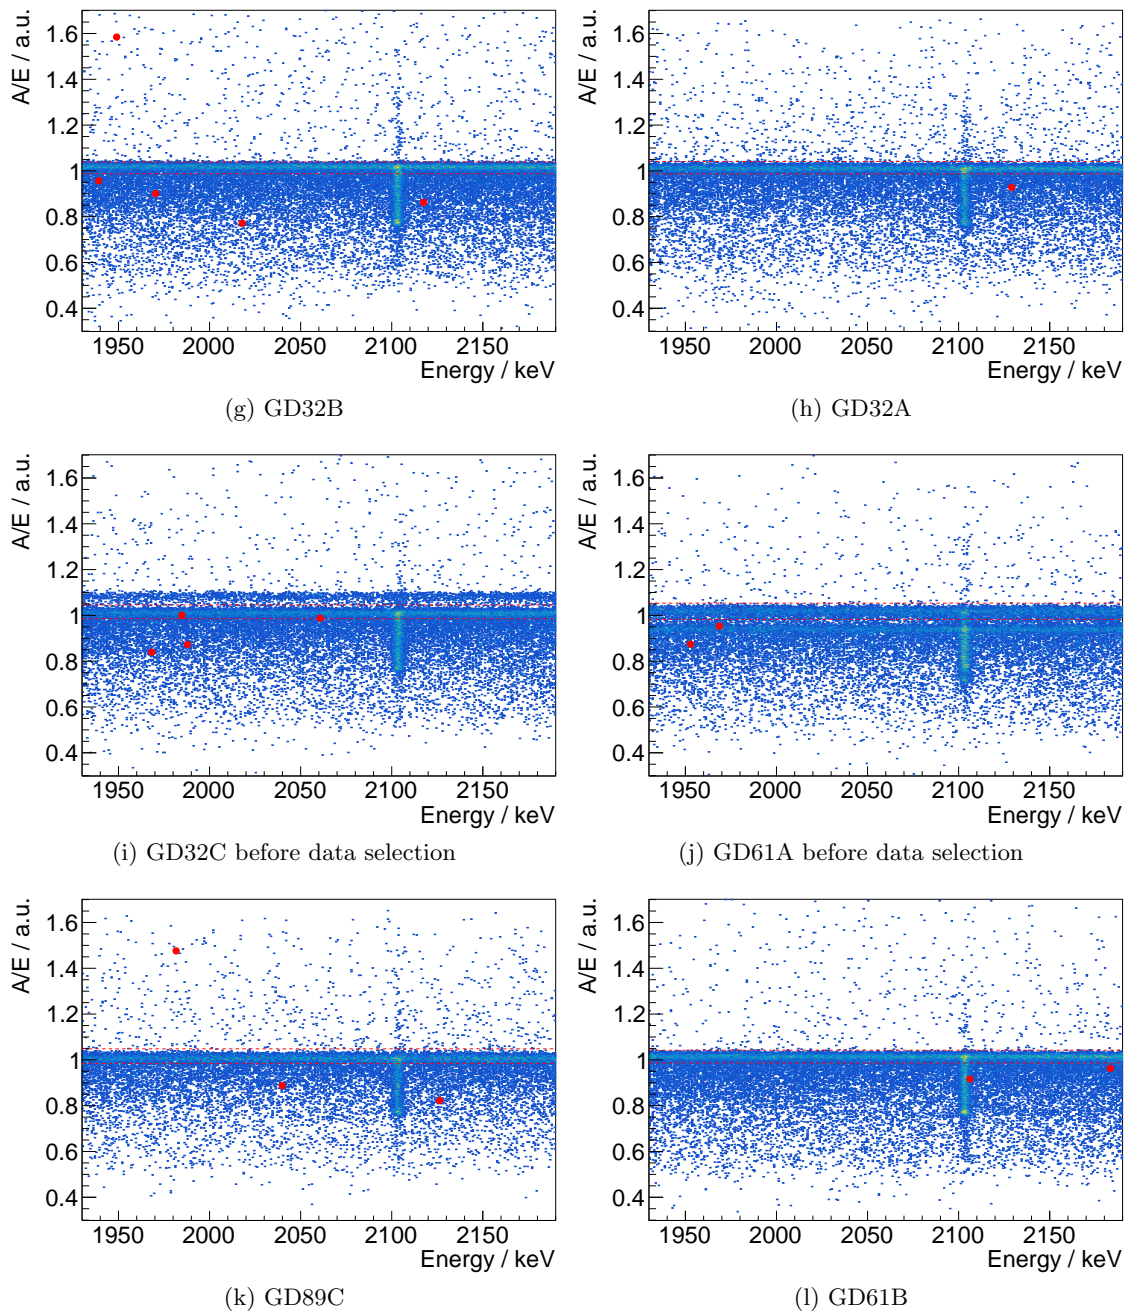 A/E / a.u.
1.6
1.4
1.2
1
0.8
0.6
0.4
1950 2000 2050 2100 2150
Energy / keV
(g) GD32B
A/E / a.u.
1.6
1.4
1.2
1
0.8
0.6
0.4
1950 2000 2050 2100 2150
Energy / keV
(h) GD32A
A/E / a.u.
1.6
1.4
1.2
1
0.8
0.6
0.4
1950 2000 2050 2100 2150
Energy / keV
(i) GD32C before data selection
A/E / a.u.
1.6
1.4
1.2
1
0.8
0.6
0.4
1950 2000 2050 2100 2150
Energy / keV
(j) GD61A before data selection
A/E / a.u.
1.6
1.4
1.2
1
0.8
0.6
0.4
1950 2000 2050 2100 2150
Energy / keV
(k) GD89C
A/E / a.u.
1.6
1.4
1.2
1
0.8
0.6
0.4
1950 2000 2050 2100 2150
Energy / keV
(l) GD61B